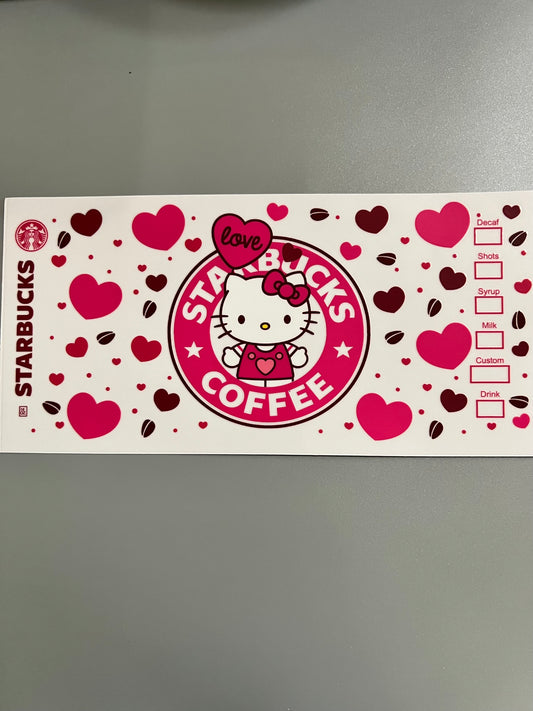 STARBUCKS
love
STARBUCKS
COFFEE
Decaf
Shots
Syrup
Milk
Custom
Drink